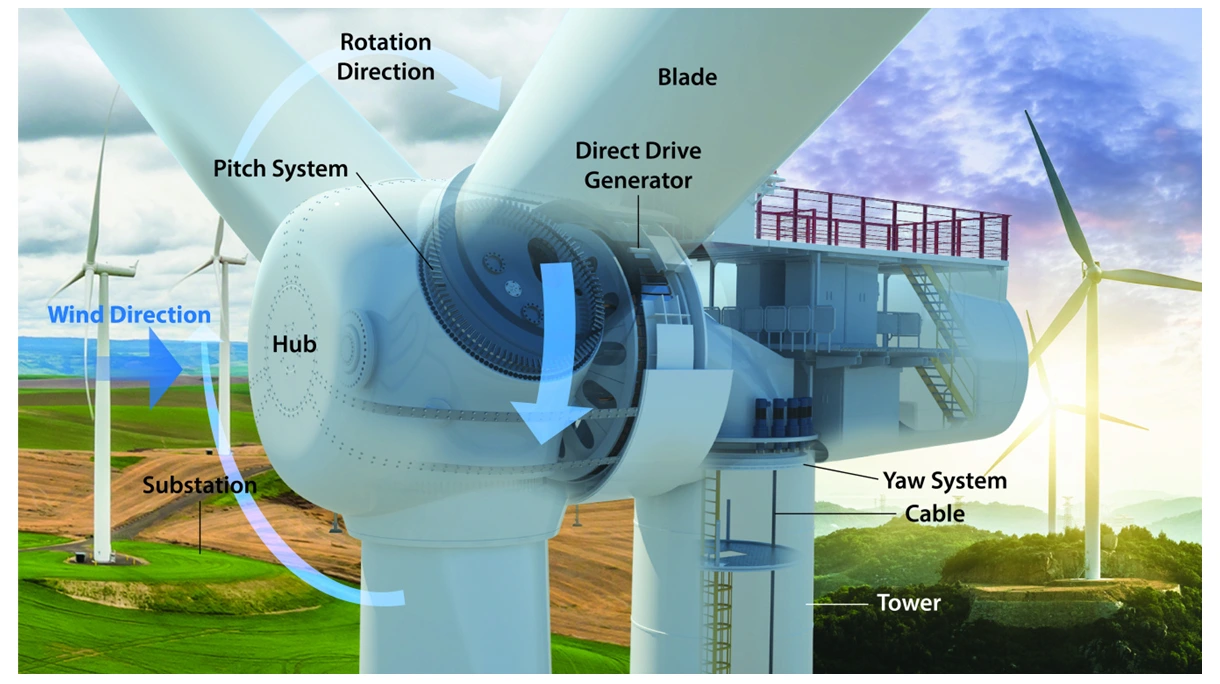 Rotation
Direction
Blade
Direct Drive
Generator
Pitch System
Wind Direction
Hub
Substation
Yaw System
Cable
Tower